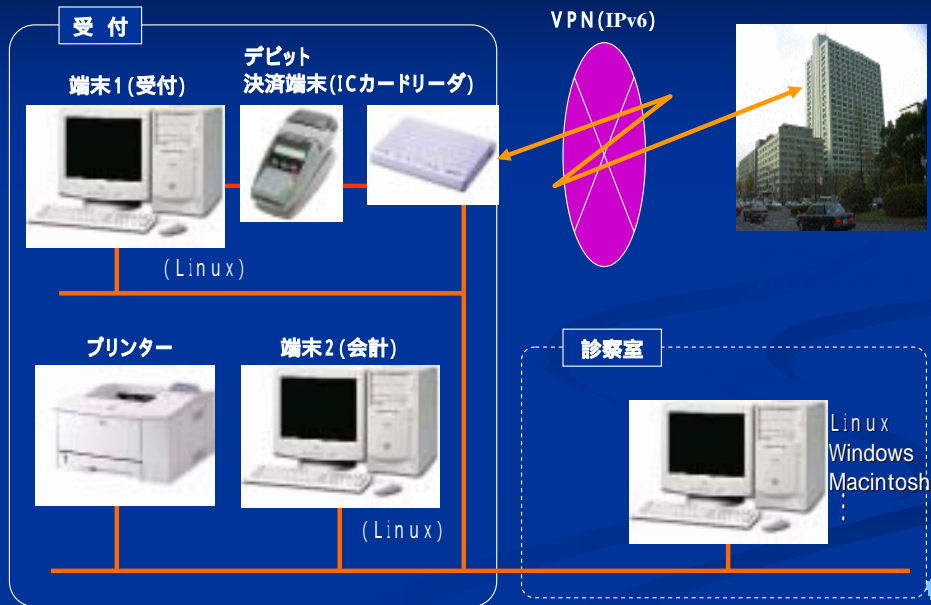 受付
VPN(IPv6)
デビット
決済端末(ICカードリーダ)
端末1(受付)
(Linux)
プリンター
端末2(会計)
(Linux)
診察室
Linux
Windows
Macintosh
⋮